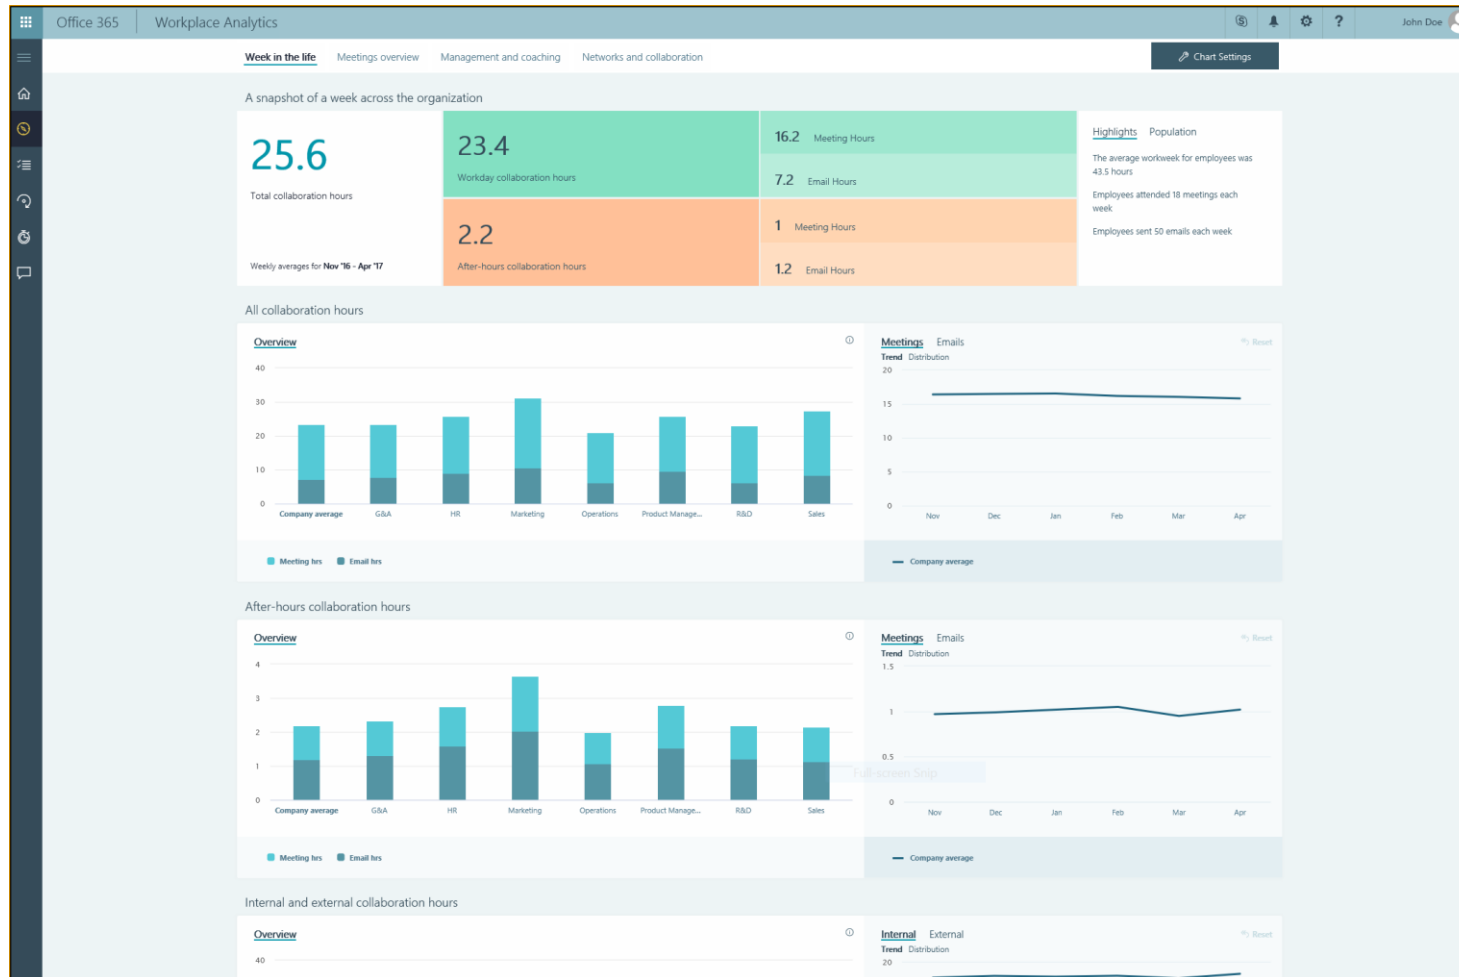 Office 365 Workplace Analytics ? John Doe
Week in the life Meetings overview Management and coaching Networks and collaboration Chart Settings
A snapshot of a week across the organization
25.6
Total collaboration hours
Weekly averages for Nov '16 - Apr '17
23.4
Workday collaboration hours
16.2 Meeting Hours
7.2 Email Hours
2.2
After-hours collaboration hours
1 Meeting Hours
1.2 Email Hours
Highlights Population
The average workweek for employees was
43.5 hours
Employees attended 18 meetings each
week
Employees sent 50 emails each week
All collaboration hours
Overview
40
30
20
10
0
Company average G&A HR Marketing Operations Product Manage... R&D Sales
Meeting hrs Email hrs
Meetings Emails Reset
Trend Distribution
20
15
10
5
0
Nov Dec Jan Feb Mar Apr
Company average
After-hours collaboration hours
Overview
4
3
2
1
0
Company average G&A HR Marketing Operations Product Manage... R&D Sales
Meeting hrs Email hrs
Meetings Emails Reset
Trend Distribution
1.5
1
0.5
0
Full-screen Snip
Nov Dec Jan Feb Mar Apr
Company average
Internal and external collaboration hours
Overview
40
Internal External Reset
Trend Distribution
20